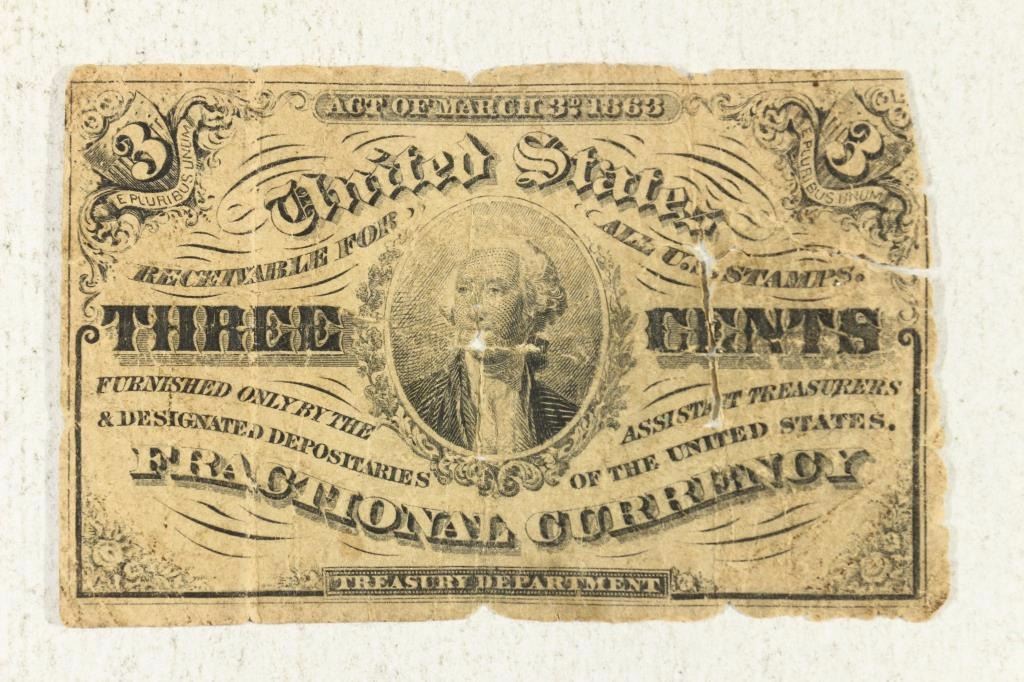 ACT OF MARCH 3D 1863
3
E PLURIBUS UNUM
3
E PLURIBUS UNUM
United States
RECEIVABLE FOR ALL U.S. STAMPS.
THREE CENTS
FURNISHED ONLY BY THE ASSISTANT TREASURERS
& DESIGNATED DEPOSITARIES OF THE UNITED STATES.
FRACTIONAL CURRENCY
TREASURY DEPARTMENT